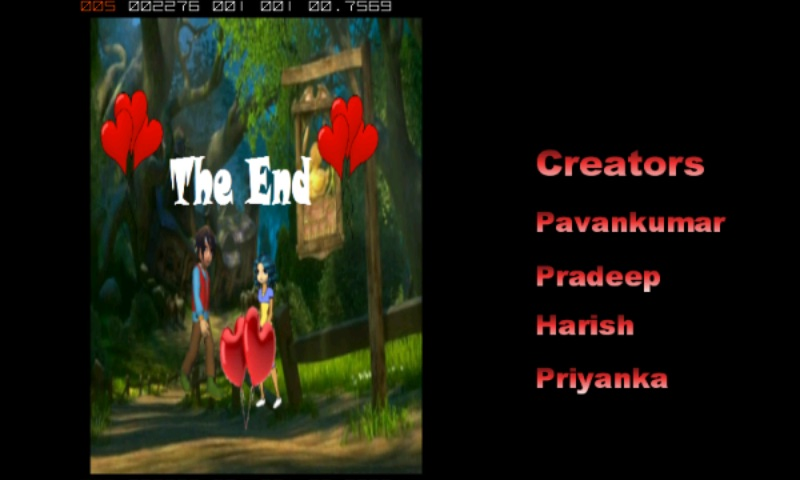 005 002276 001 001 00.7569
The End
Creators
Pavankumar
Pradeep
Harish
Priyanka